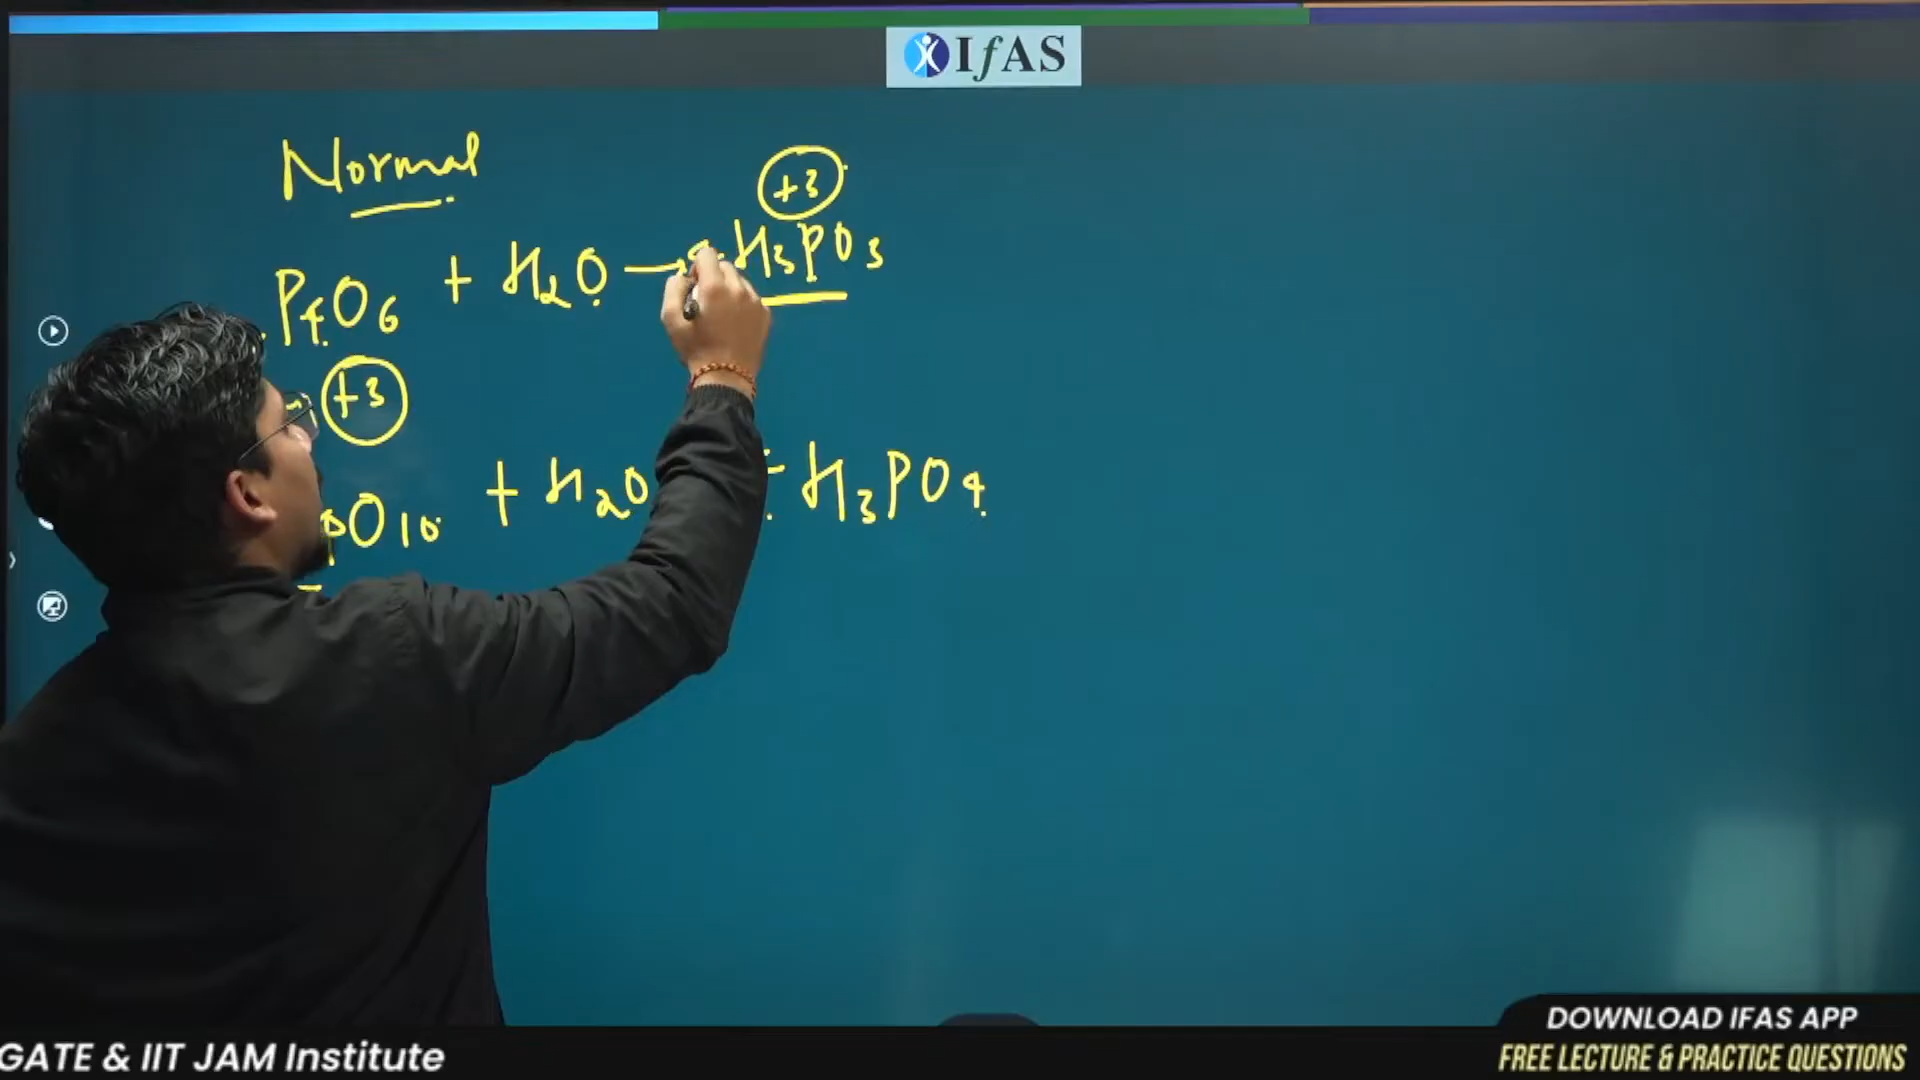 IfAS
Normal
+3
P4O6 + H2O → H3PO3
+3
O10 + H2O H3PO4
GATE & IIT JAM Institute
DOWNLOAD IFAS APP
FREE LECTURE & PRACTICE QUESTIONS